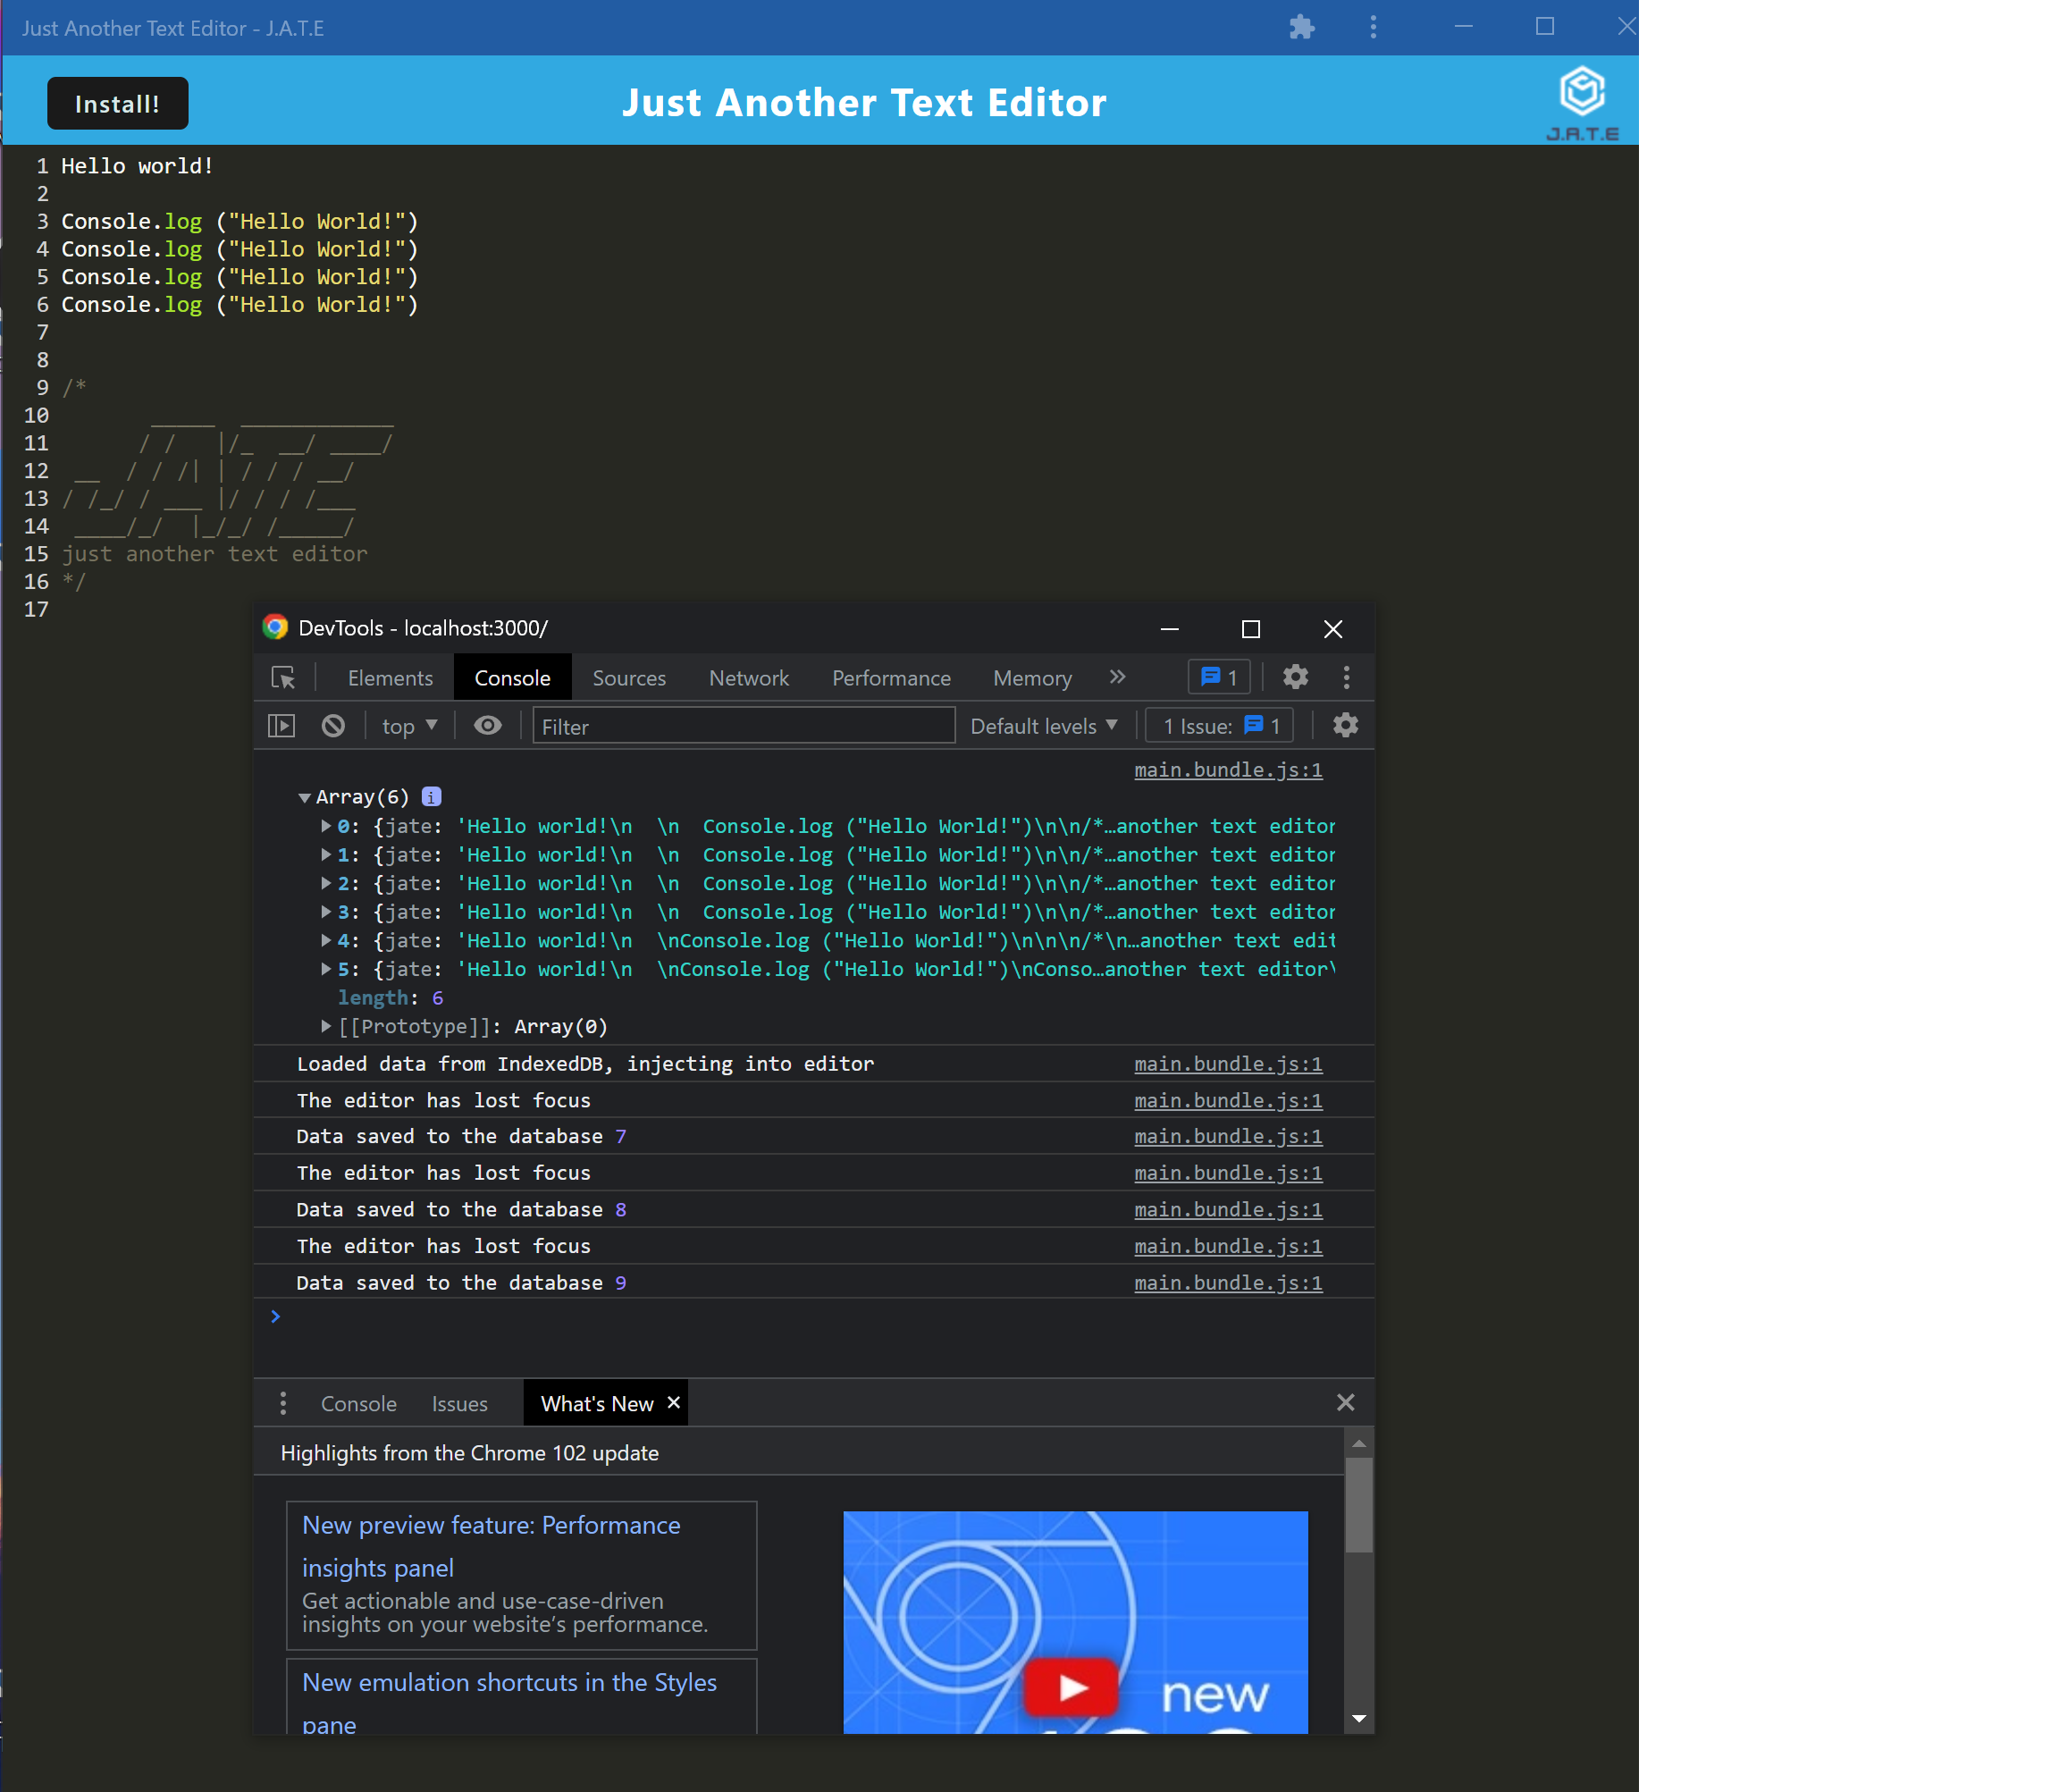 Just Another Text Editor - J.A.T.E
Install!
Just Another Text Editor
J.A.T.E
1 Hello world!
2
3 Console.log ("Hello World!")
4 Console.log ("Hello World!")
5 Console.log ("Hello World!")
6 Console.log ("Hello World!")
7
8
9 /*
10       _____  ____________
11      / /   |/_  __/ ____/
12 __  / / /| | / / / __/
13 / /_/ / ___ |/ / / /___
14 ____/_/  |_/_/ /_____/
15 just another text editor
16 */
17
DevTools - localhost:3000/
Elements Console Sources Network Performance Memory 1
top Filter Default levels 1 Issue: 1
main.bundle.js:1
Array(6) i
0: {jate: 'Hello world!\n  \n  Console.log ("Hello World!")\n\n/*…another text editor
1: {jate: 'Hello world!\n  \n  Console.log ("Hello World!")\n\n/*…another text editor
2: {jate: 'Hello world!\n  \n  Console.log ("Hello World!")\n\n/*…another text editor
3: {jate: 'Hello world!\n  \n  Console.log ("Hello World!")\n\n/*…another text editor
4: {jate: 'Hello world!\n  \nConsole.log ("Hello World!")\n\n\n/*\n…another text edit
5: {jate: 'Hello world!\n  \nConsole.log ("Hello World!")\nConso…another text editor\
length: 6
[[Prototype]]: Array(0)
Loaded data from IndexedDB, injecting into editor main.bundle.js:1
The editor has lost focus main.bundle.js:1
Data saved to the database 7 main.bundle.js:1
The editor has lost focus main.bundle.js:1
Data saved to the database 8 main.bundle.js:1
The editor has lost focus main.bundle.js:1
Data saved to the database 9 main.bundle.js:1
Console Issues What's New
Highlights from the Chrome 102 update
New preview feature: Performance
insights panel
Get actionable and use-case-driven
insights on your website’s performance.
New emulation shortcuts in the Styles
pane
new